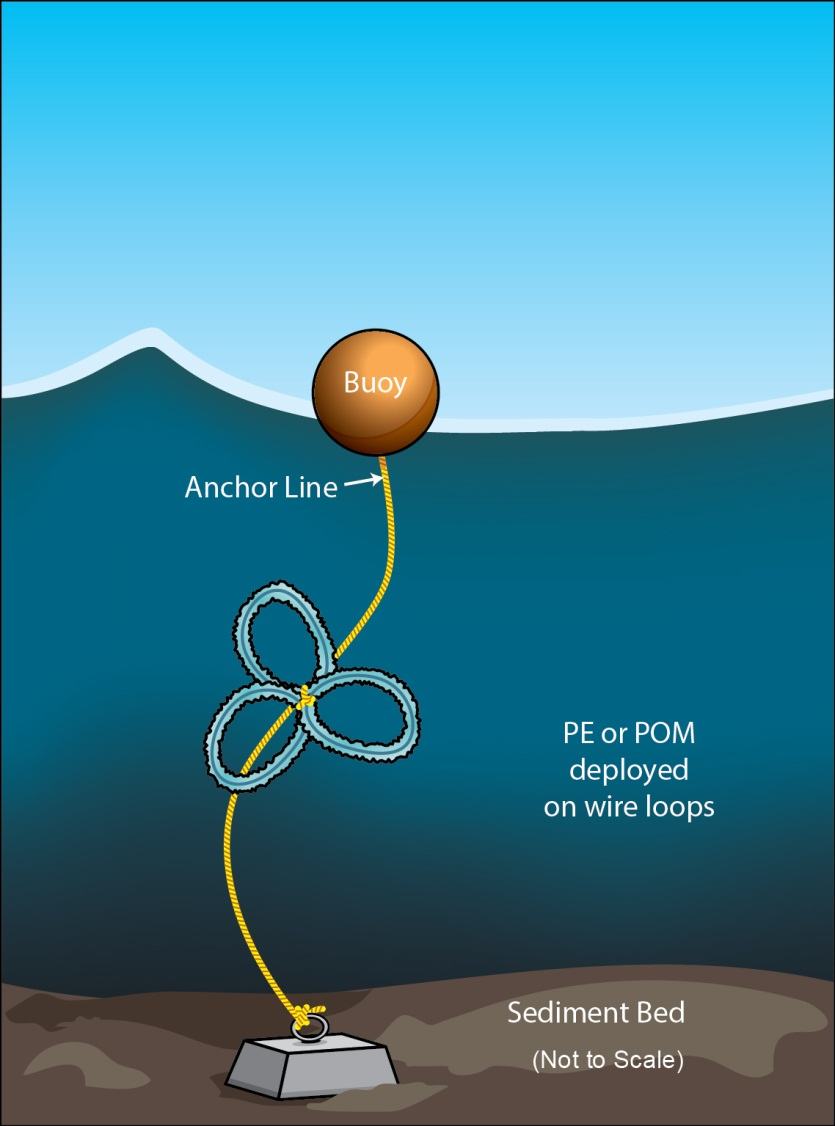 Buoy
Anchor Line
PE or POM
deployed
on wire loops
Sediment Bed
(Not to Scale)